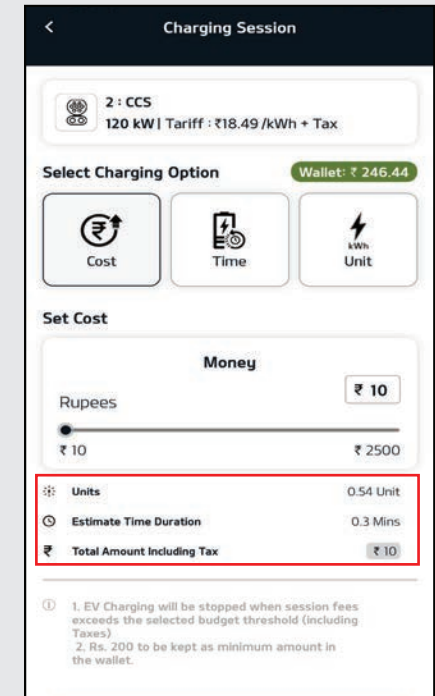 Charging Session
2 : CCS
120 kW | Tariff : ₹18.49 /kWh + Tax
Select Charging Option
Wallet: ₹ 246.44
Cost
Time
kWh
Unit
Set Cost
Money
Rupees
₹ 10
₹ 10
₹ 2500
Units
0.54 Unit
Estimate Time Duration
0.3 Mins
₹ Total Amount Including Tax
₹ 10
1. EV Charging will be stopped when session fees
exceeds the selected budget threshold (including
Taxes)
2. Rs. 200 to be kept as minimum amount in
the wallet.